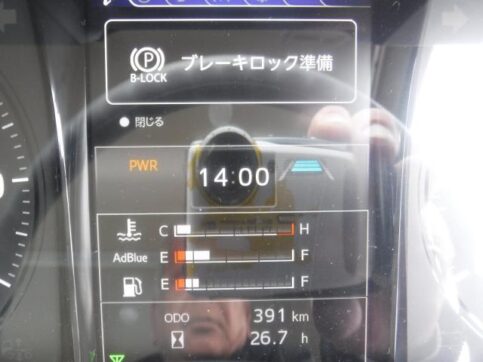 P
B-LOCK ブレーキロック準備
閉じる
PWR 14:00
C H
AdBlue E F
E F
ODO 391 km
26.7 h